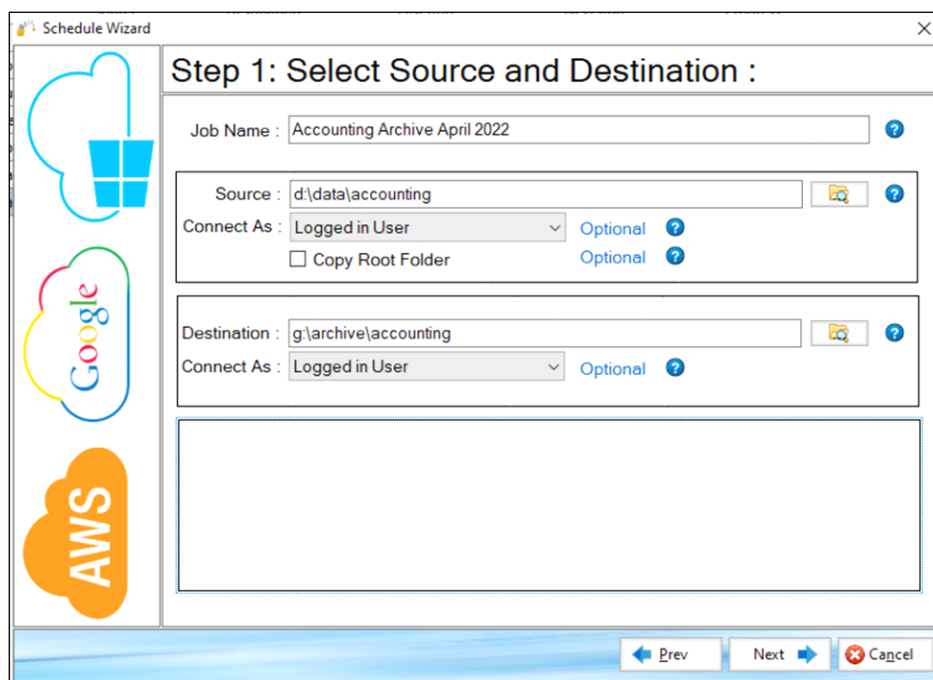 Schedule Wizard
Step 1: Select Source and Destination :
Job Name : Accounting Archive April 2022
Source : d:\data\accounting
Connect As : Logged in User Optional
Copy Root Folder Optional
Destination : g:\archive\accounting
Connect As : Logged in User Optional
Google
AWS
Prev Next Cancel